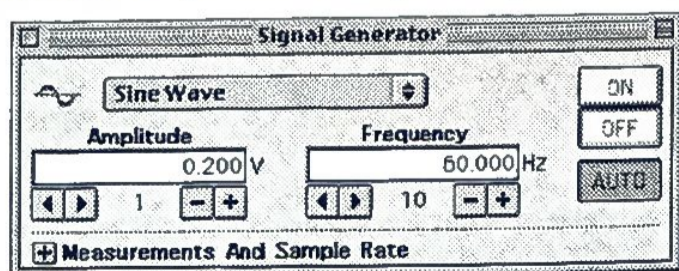 Signal Generator
Sine Wave
ON
OFF
AUTO
Amplitude
Frequency
0.200 V
60.000 Hz
1
- +
10
- +
+ Measurements And Sample Rate